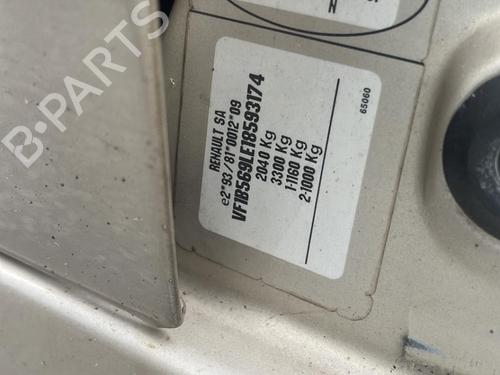 N
RENAULT SA
e2*93/81*0012*09
VF1B569LE18593174
2040 Kg
3300 Kg
1-1160 Kg
2-1000 Kg
65060
B-PARTS